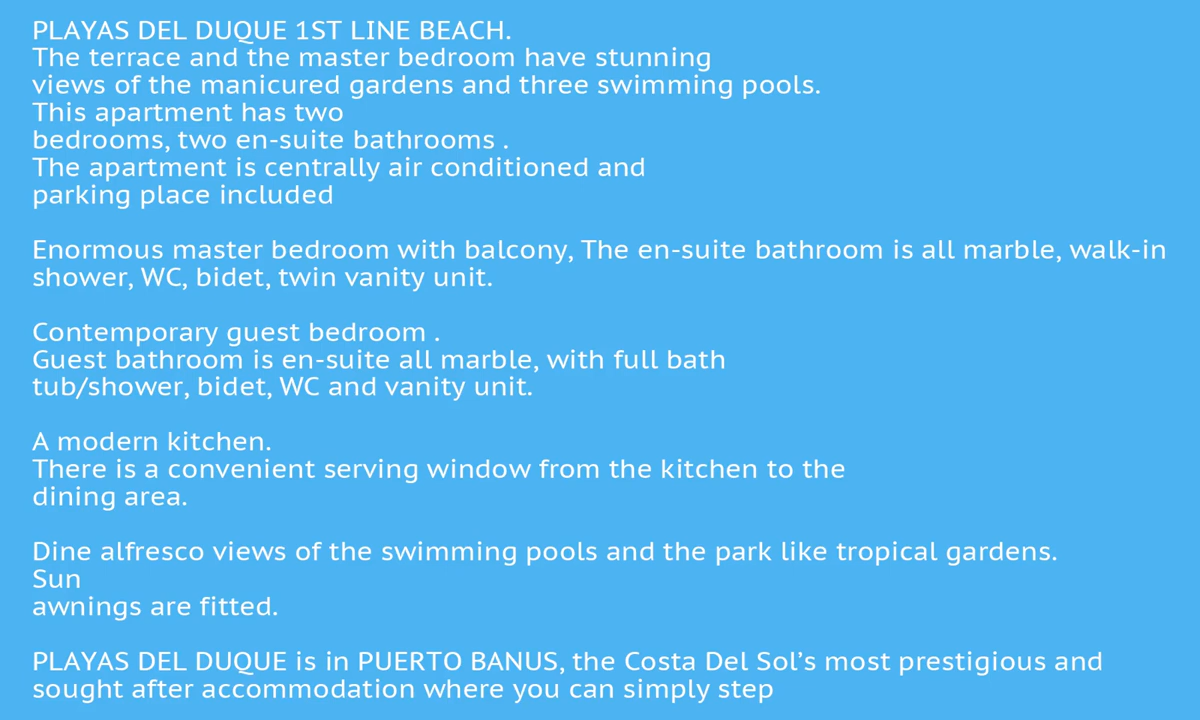 PLAYAS DEL DUQUE 1ST LINE BEACH.
The terrace and the master bedroom have stunning
views of the manicured gardens and three swimming pools.
This apartment has two
bedrooms, two en-suite bathrooms .
The apartment is centrally air conditioned and
parking place included
Enormous master bedroom with balcony, The en-suite bathroom is all marble, walk-in
shower, WC, bidet, twin vanity unit.
Contemporary guest bedroom .
Guest bathroom is en-suite all marble, with full bath
tub/shower, bidet, WC and vanity unit.
A modern kitchen.
There is a convenient serving window from the kitchen to the
dining area.
Dine alfresco views of the swimming pools and the park like tropical gardens.
Sun
awnings are fitted.
PLAYAS DEL DUQUE is in PUERTO BANUS, the Costa Del Sol’s most prestigious and
sought after accommodation where you can simply step